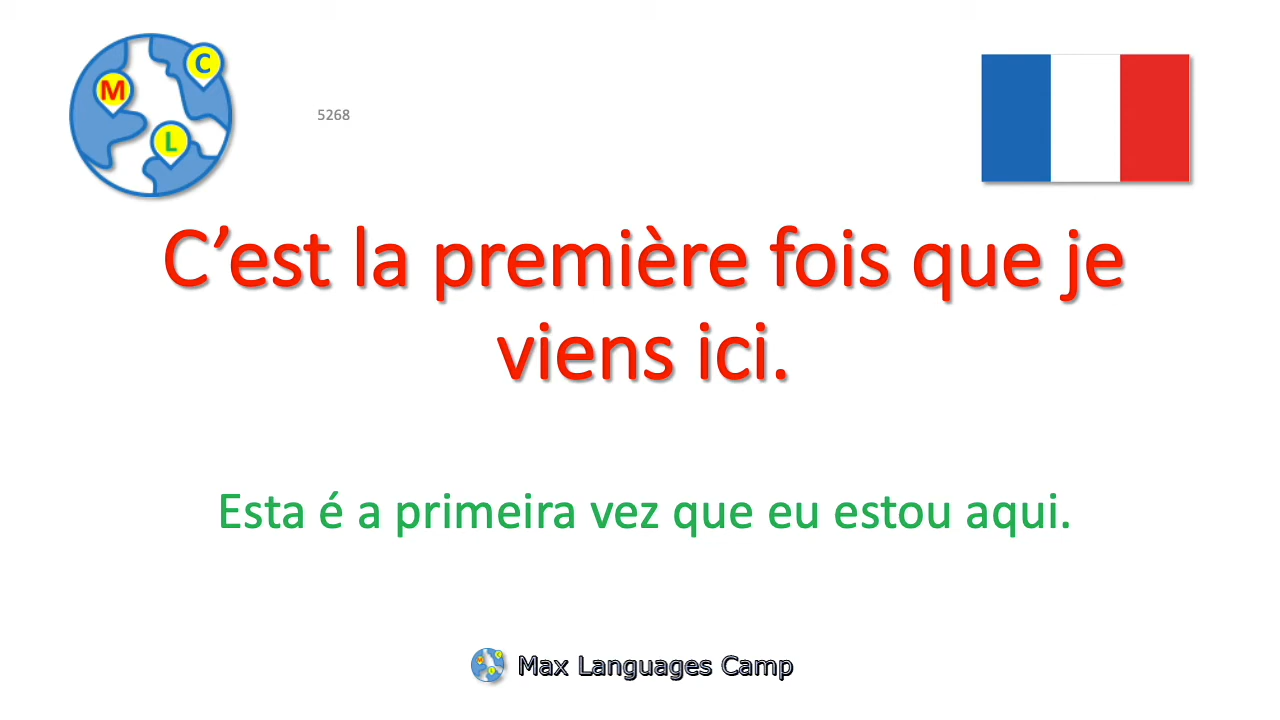 C
M
L
5268
C’est la première fois que je
viens ici.
Esta é a primeira vez que eu estou aqui.
Max Languages Camp